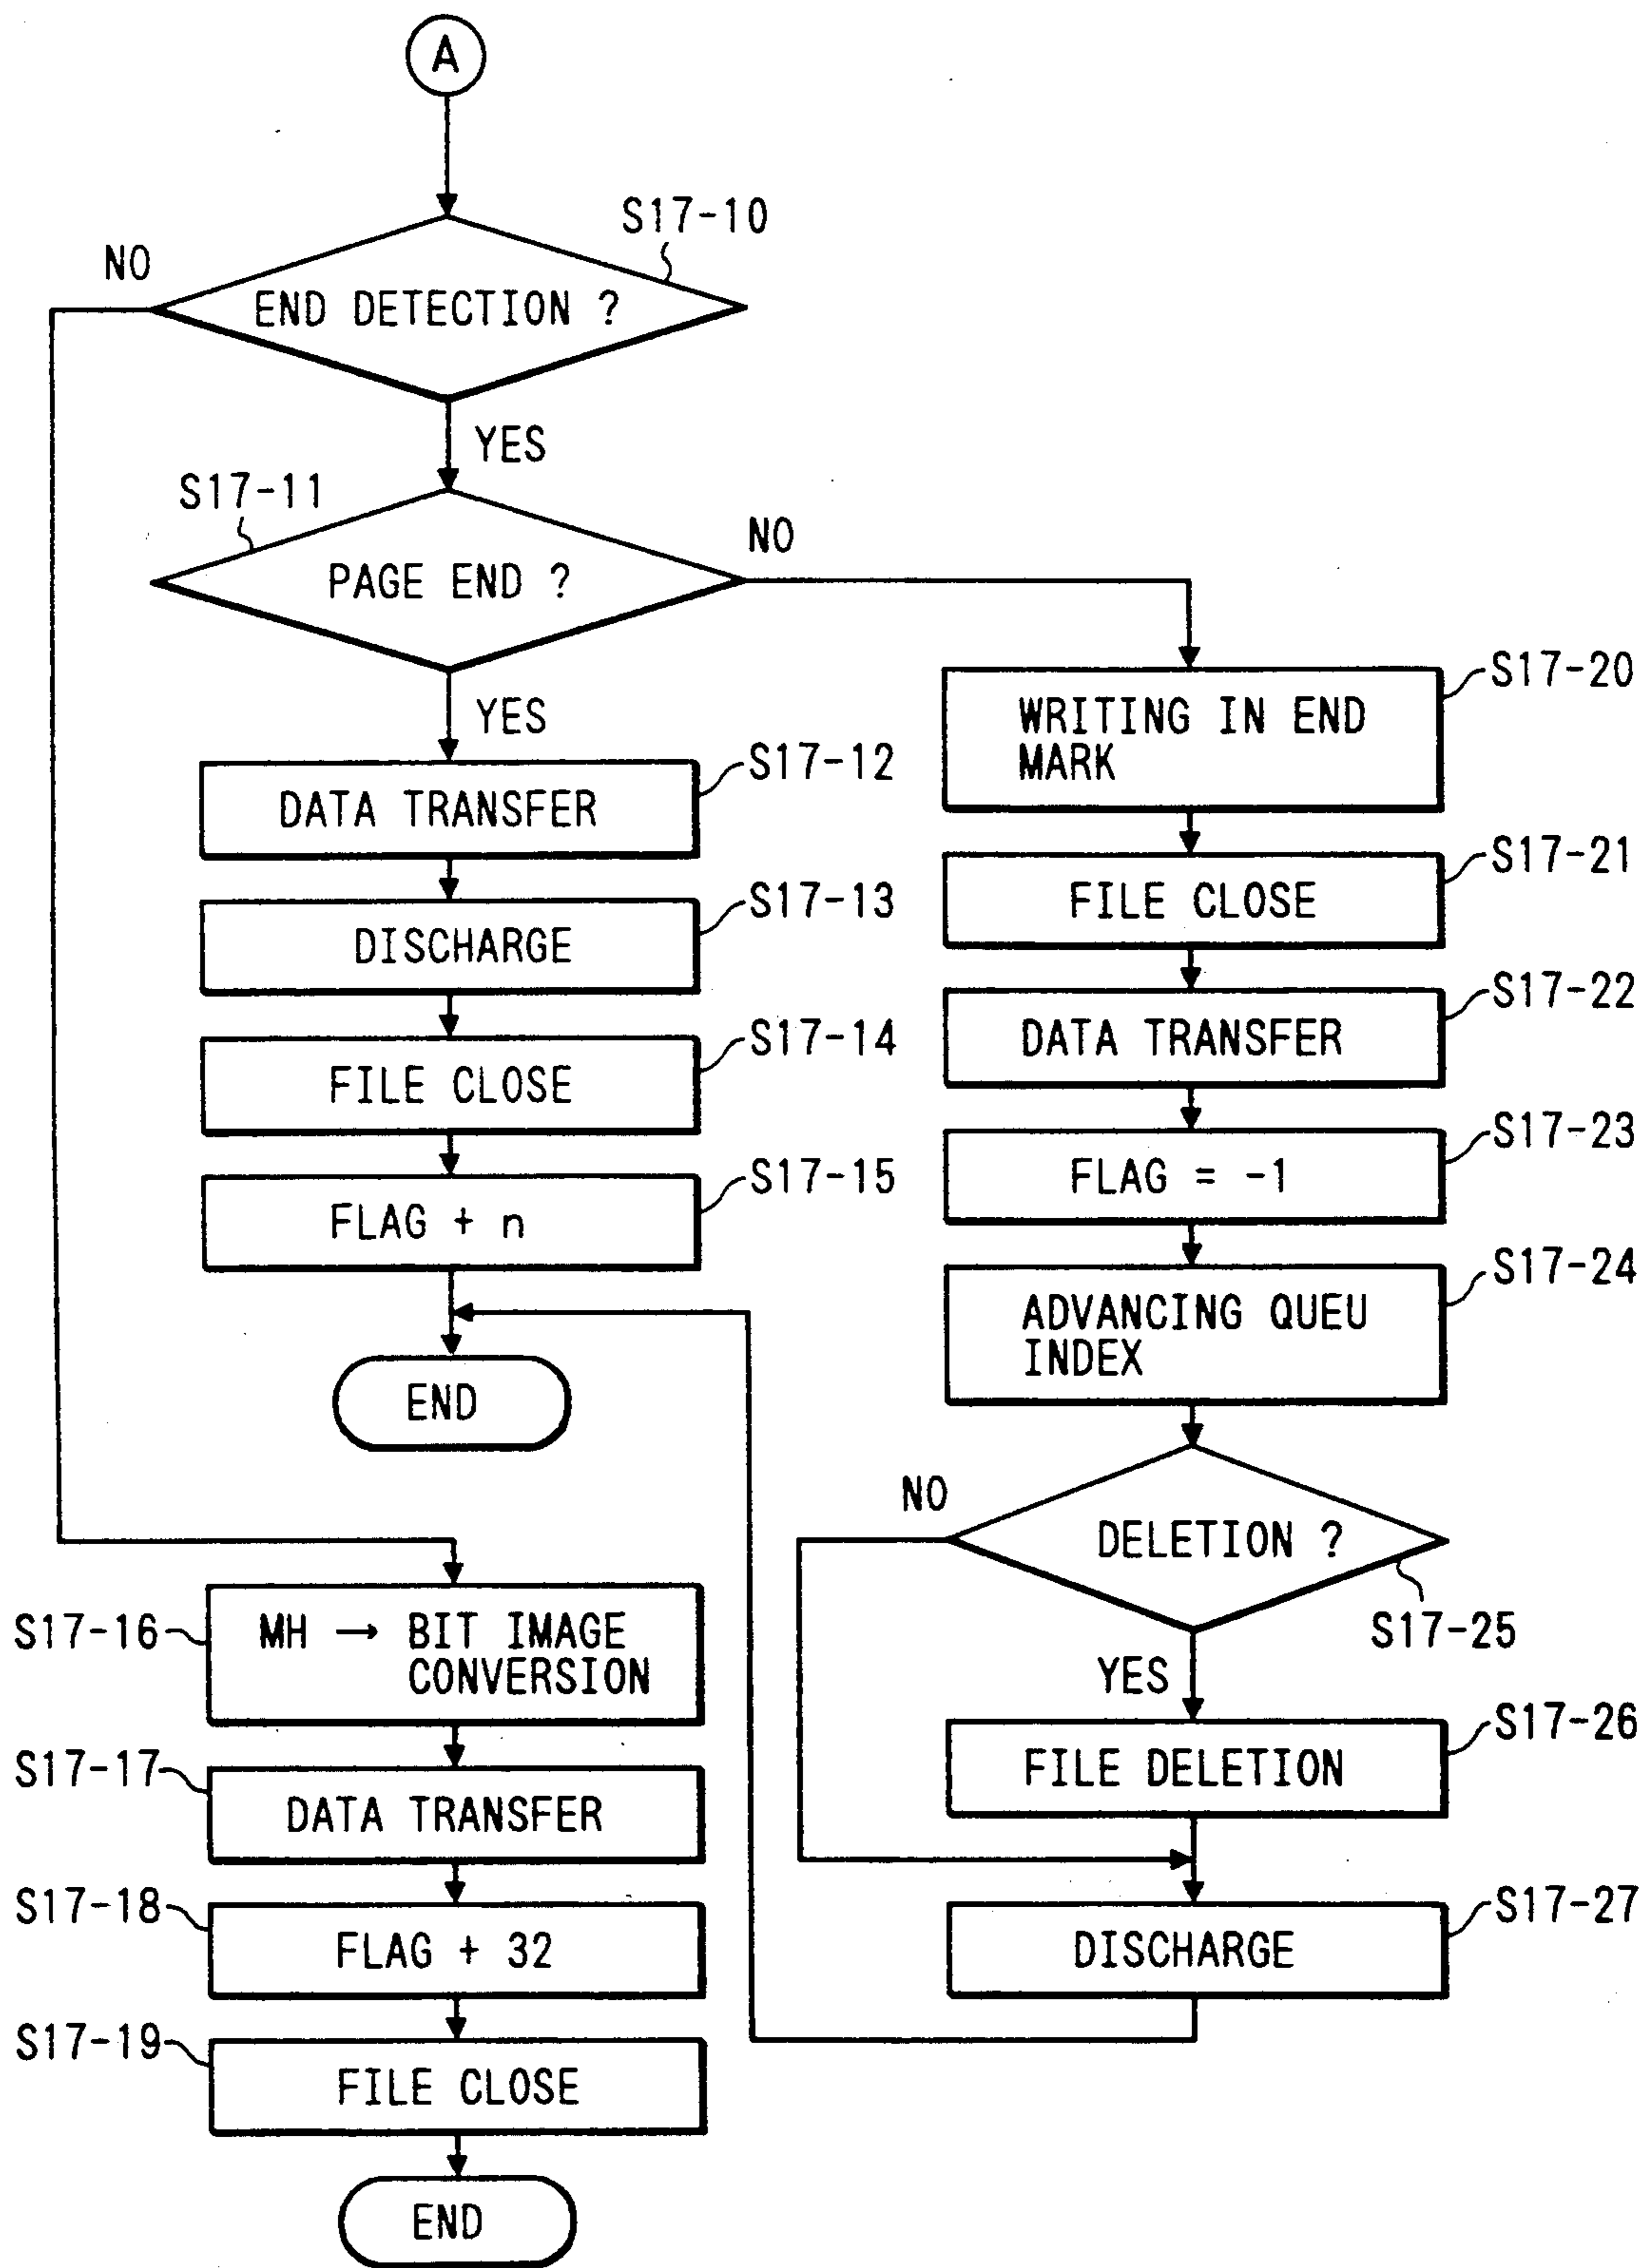 A
S17-10
NO
END DETECTION ?
YES
S17-11
NO
PAGE END ?
YES
S17-12
DATA TRANSFER
S17-13
DISCHARGE
S17-14
FILE CLOSE
S17-15
FLAG + n
END
S17-16
MH → BIT IMAGE
CONVERSION
S17-17
DATA TRANSFER
S17-18
FLAG + 32
S17-19
FILE CLOSE
END
S17-20
WRITING IN END
MARK
S17-21
FILE CLOSE
S17-22
DATA TRANSFER
S17-23
FLAG = -1
S17-24
ADVANCING QUEU
INDEX
NO
DELETION ?
S17-25
YES
S17-26
FILE DELETION
S17-27
DISCHARGE